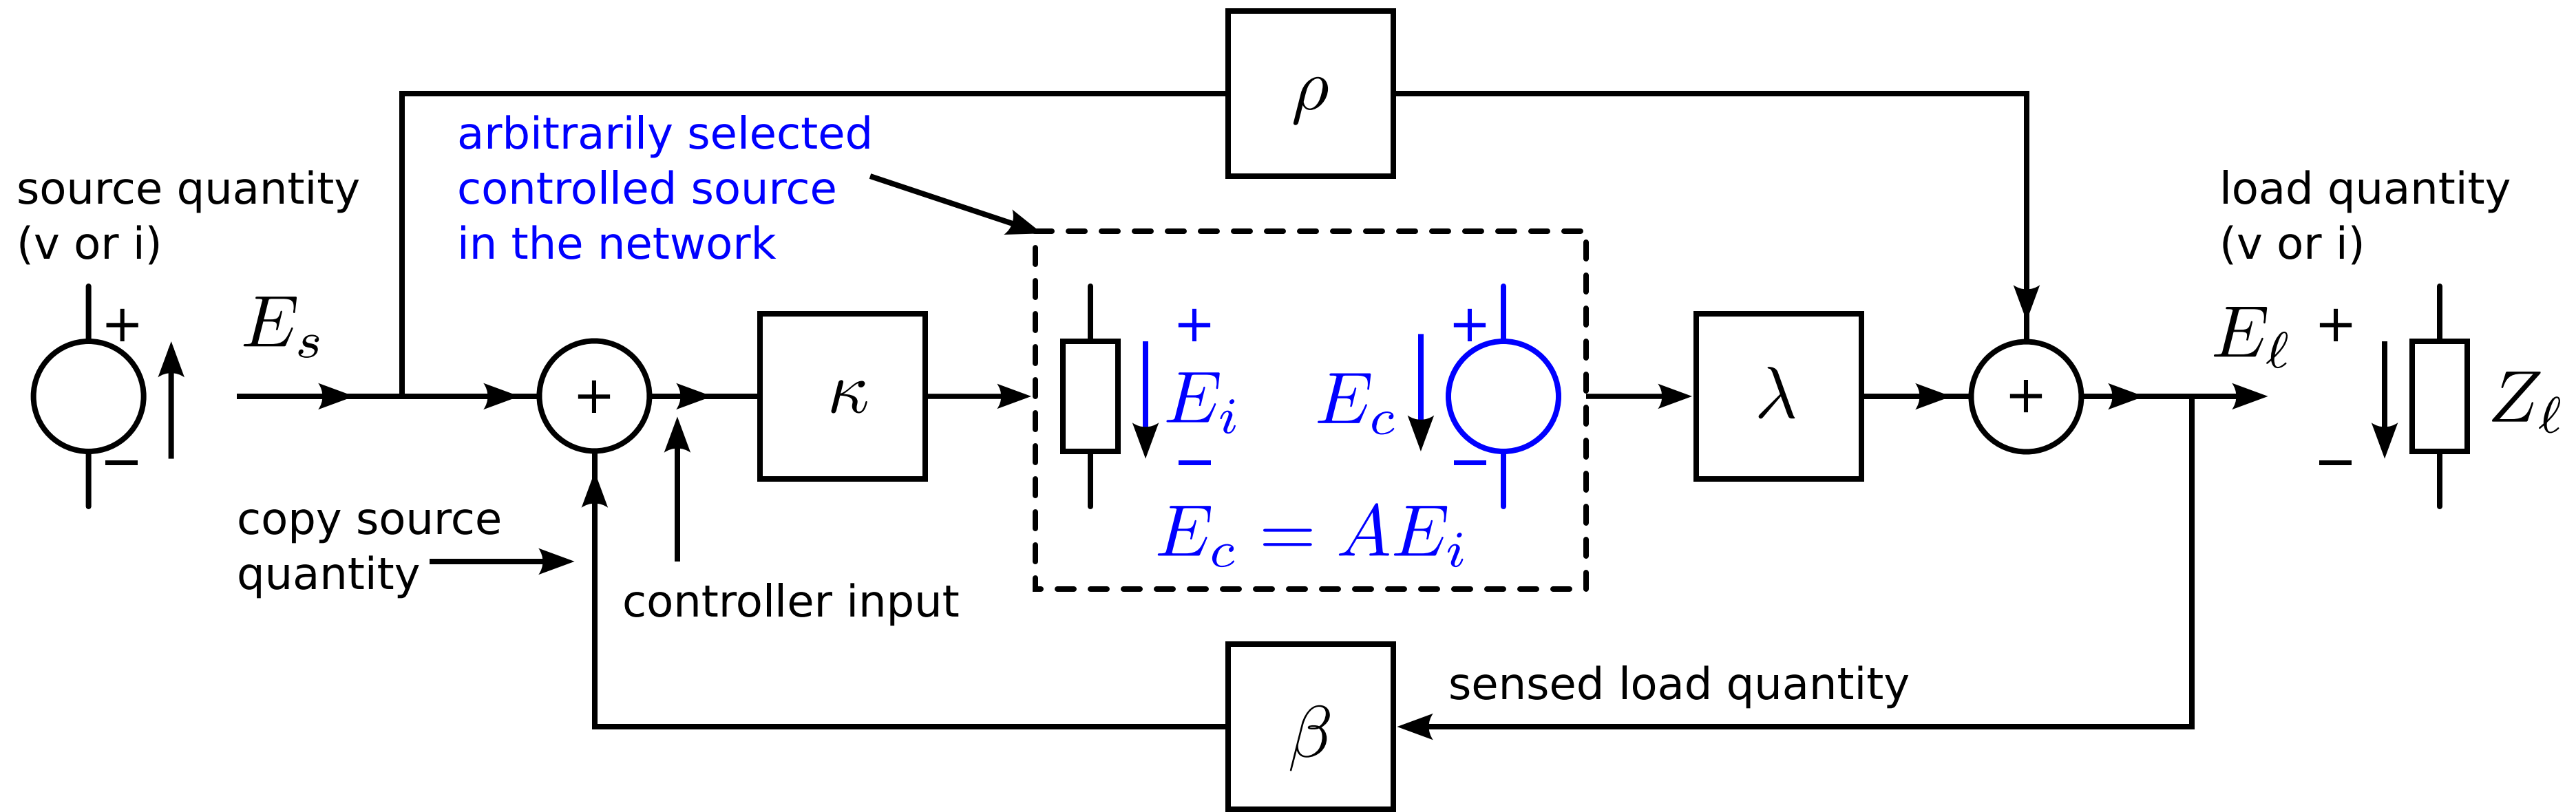 ρ
arbitrarily selected
controlled source
in the network
source quantity
(v or i)
load quantity
(v or i)
+
−
E_s
+
κ
+
E_i
−
E_c
+
−
E_c = AE_i
λ
+
E_ℓ
+
−
Z_ℓ
copy source
quantity
controller input
sensed load quantity
β